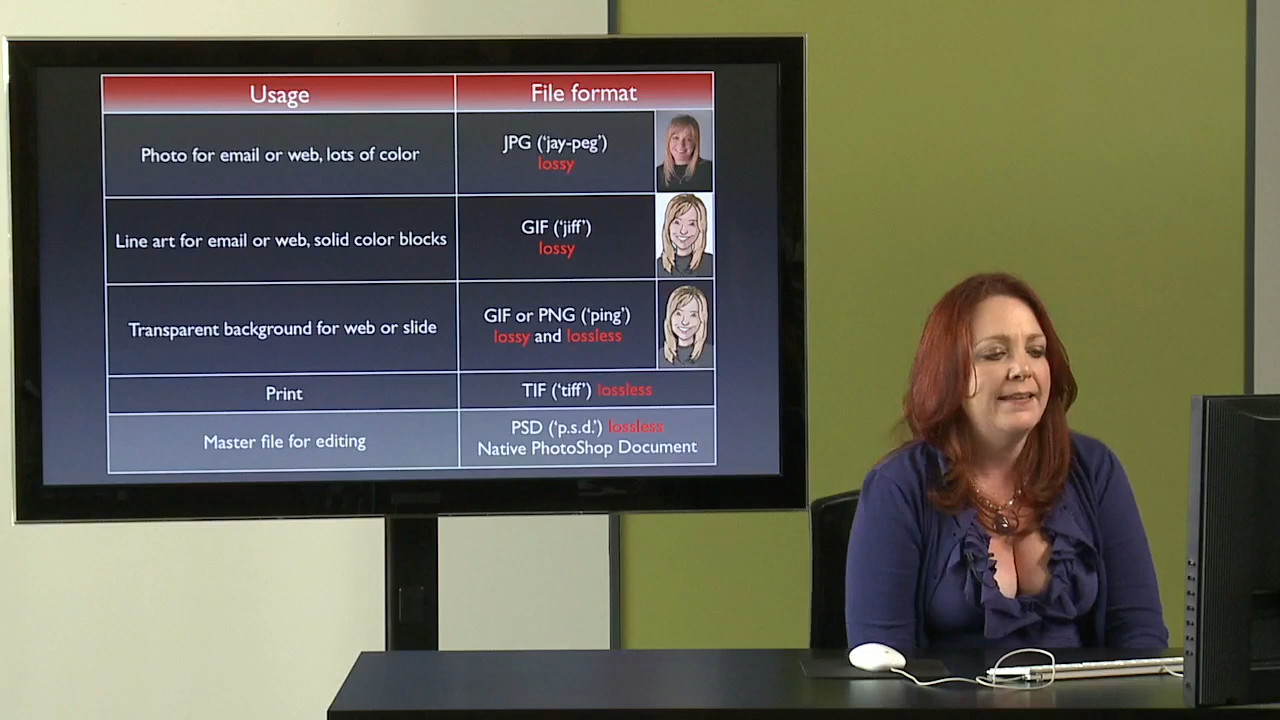 Usage
File format
Photo for email or web, lots of color
JPG (‘jay-peg’)
lossy
Line art for email or web, solid color blocks
GIF (‘jiff’)
lossy
Transparent background for web or slide
GIF or PNG (‘ping’)
lossy and lossless
Print
TIF (‘tiff’) lossless
Master file for editing
PSD (‘p.s.d.’) lossless
Native PhotoShop Document